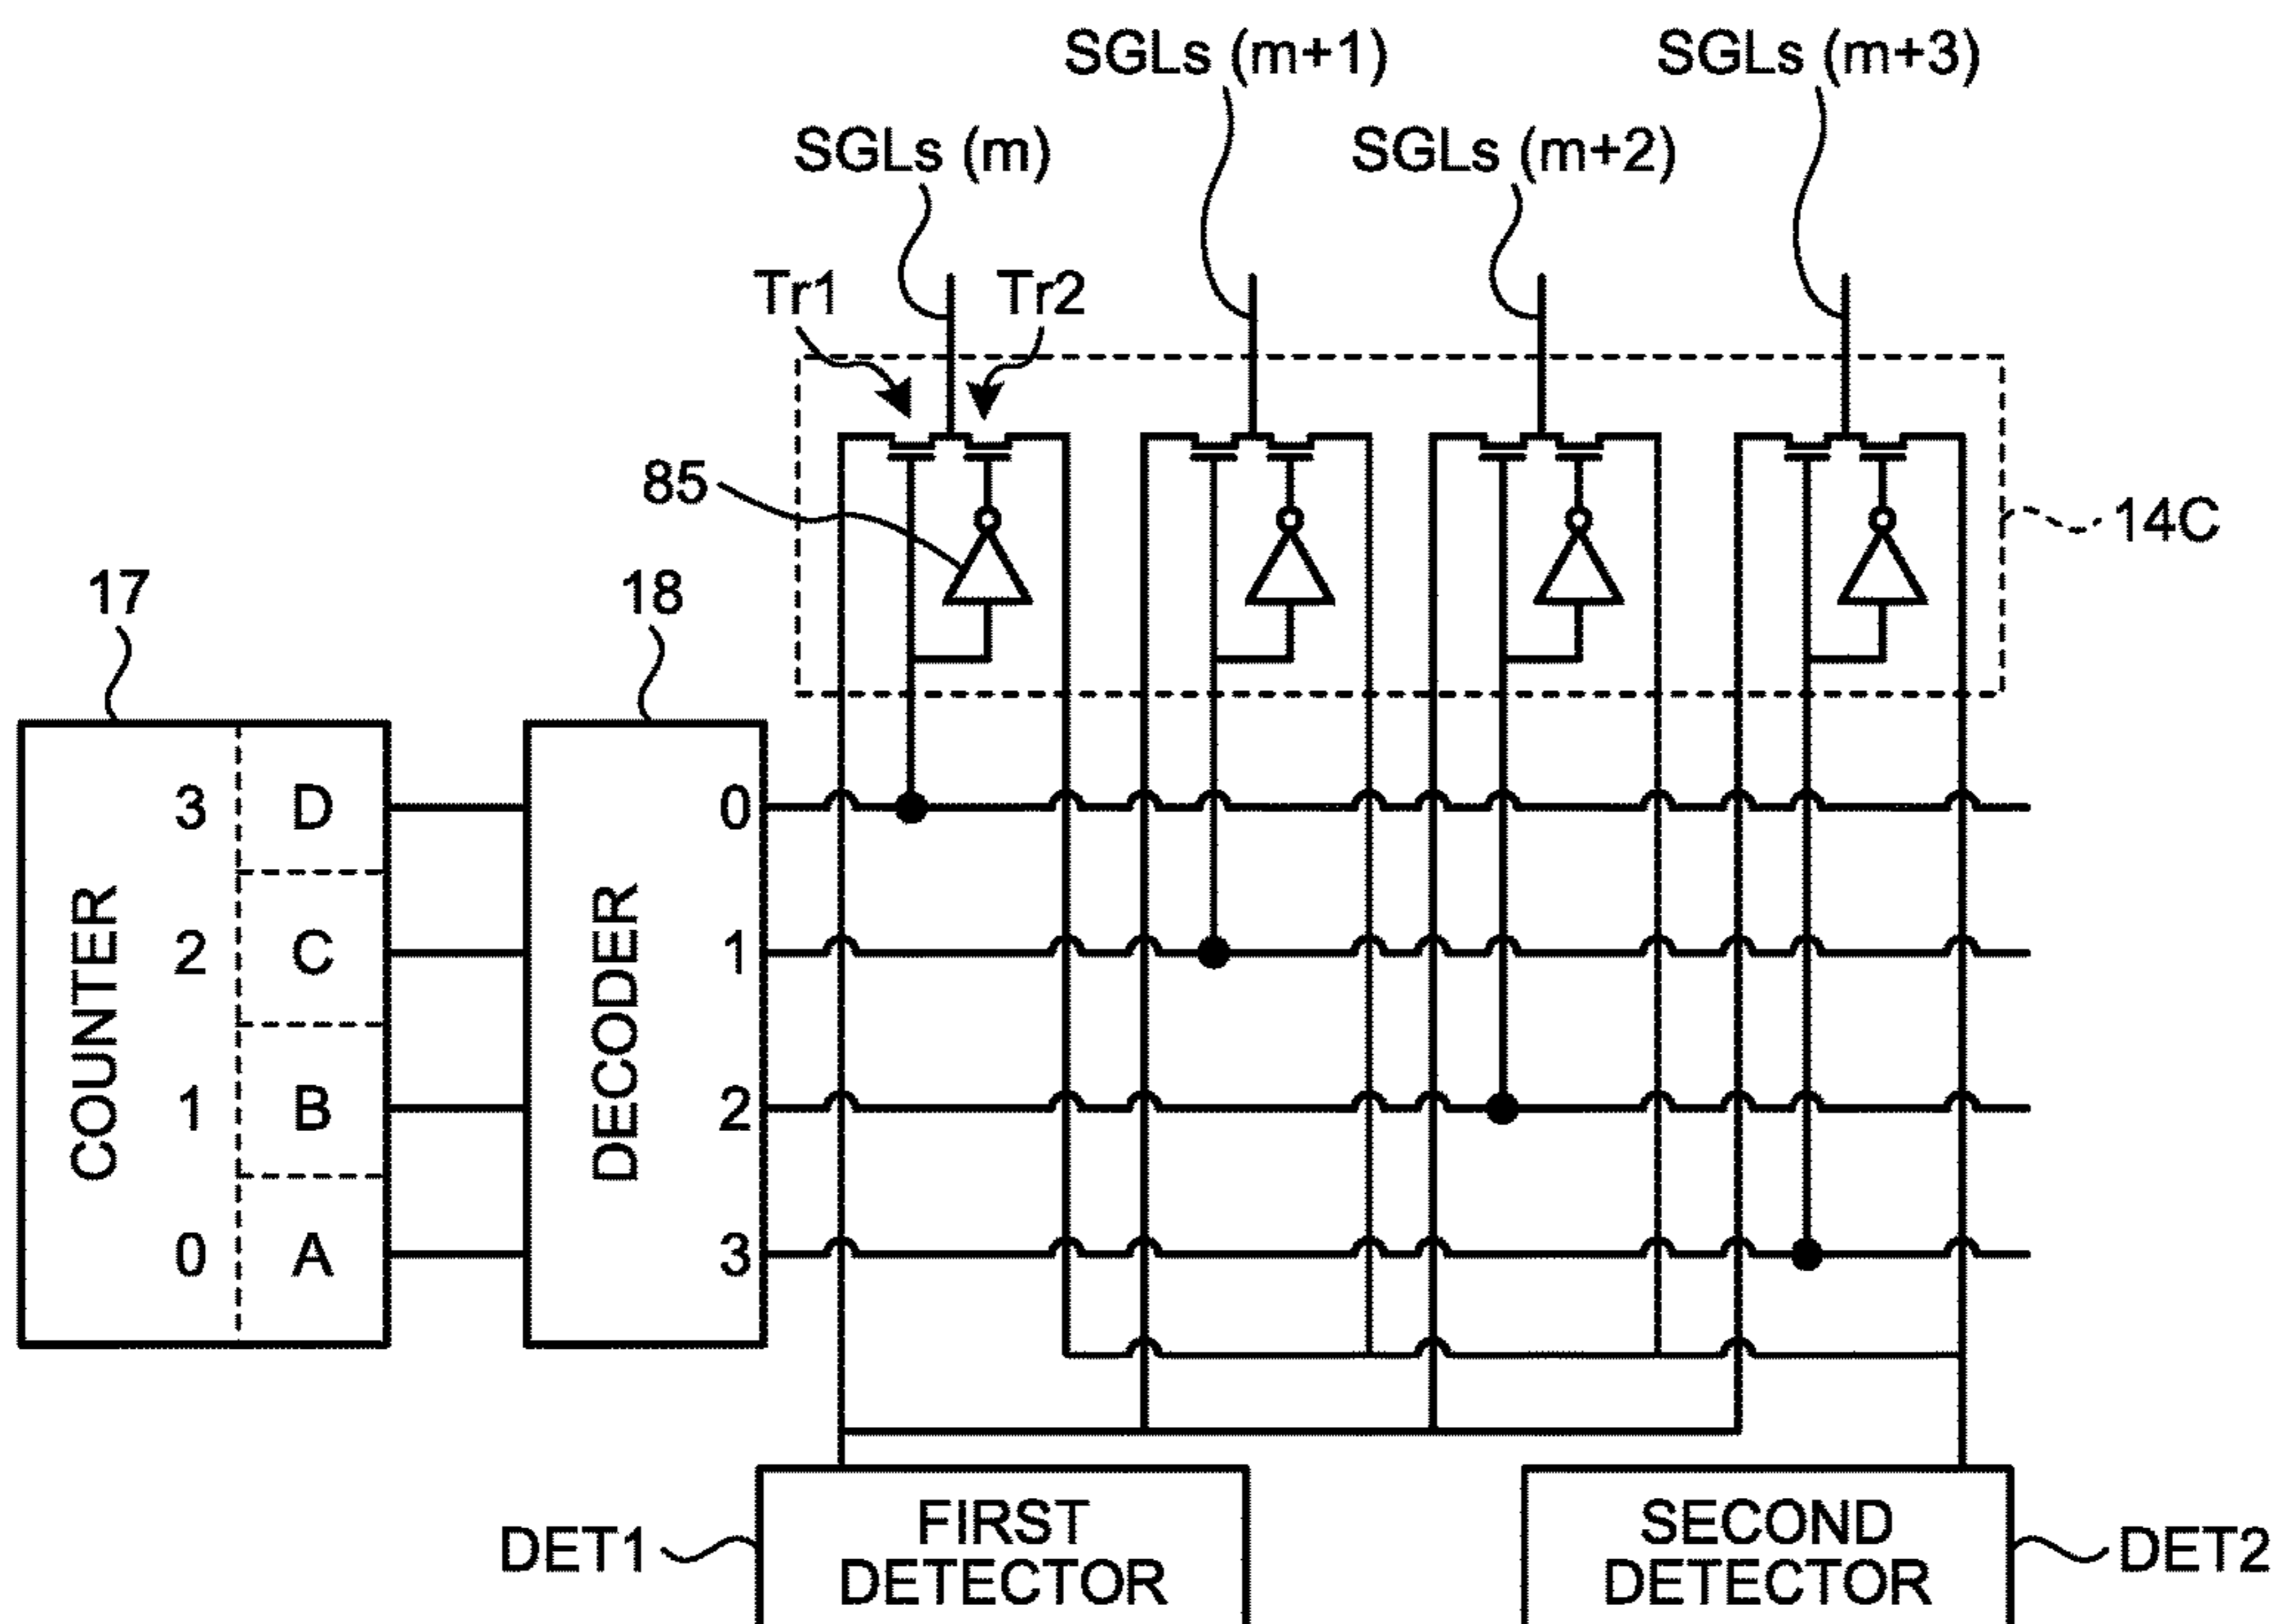 SGLs (m+1)
SGLs (m+3)
SGLs (m)
SGLs (m+2)
Tr1
Tr2
85
14C
17
18
COUNTER
3
D
2
C
1
B
0
A
DECODER
0
1
2
3
DET1
FIRST
DETECTOR
SECOND
DETECTOR
DET2